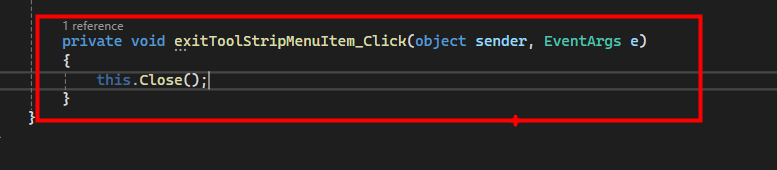 1 reference
private void exitToolStripMenuItem_Click(object sender, EventArgs e)
{
this.Close();
}
}